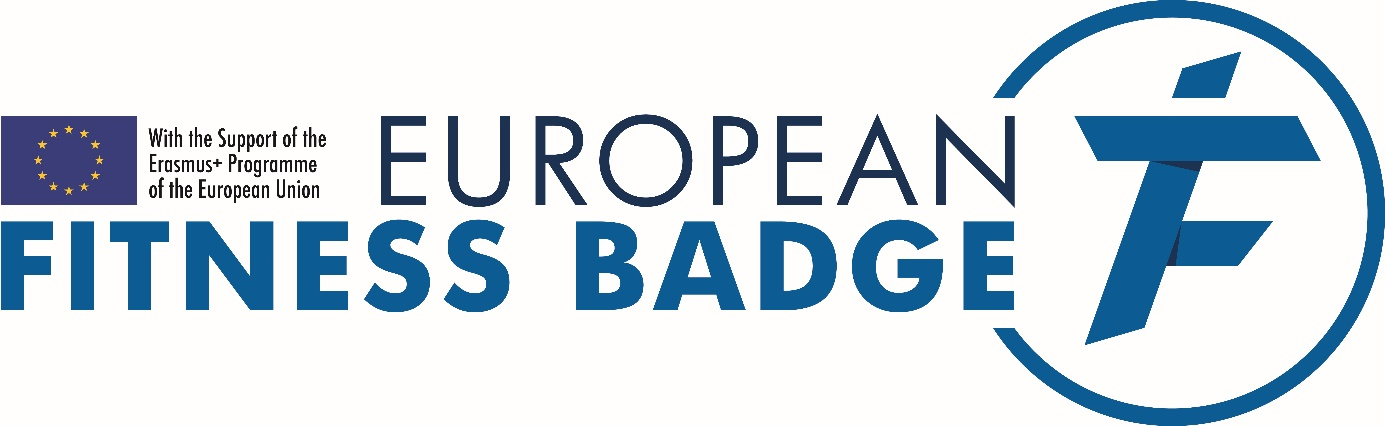 With the Support of the
Erasmus+ Programme
of the European Union
EUROPEAN
FITNESS BADGE